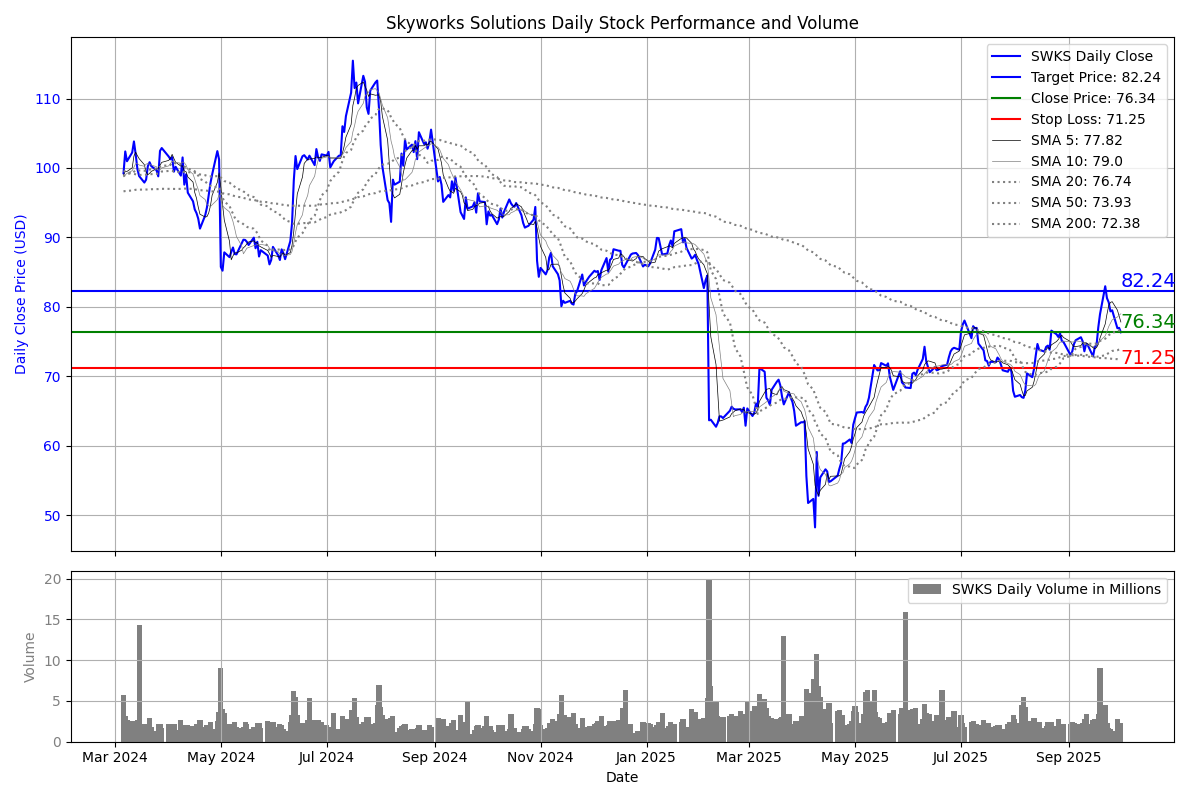 Skyworks Solutions Daily Stock Performance and Volume
Daily Close Price (USD)
110
100
90
80
70
60
50
SWKS Daily Close
Target Price: 82.24
Close Price: 76.34
Stop Loss: 71.25
SMA 5: 77.82
SMA 10: 79.0
SMA 20: 76.74
SMA 50: 73.93
SMA 200: 72.38
82.24
76.34
71.25
Volume
20
15
10
5
0
SWKS Daily Volume in Millions
Mar 2024 May 2024 Jul 2024 Sep 2024 Nov 2024 Jan 2025 Mar 2025 May 2025 Jul 2025 Sep 2025
Date